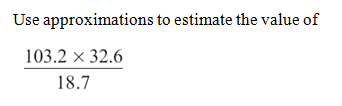 Use approximations to estimate the value of
103.2 × 32.6
18.7